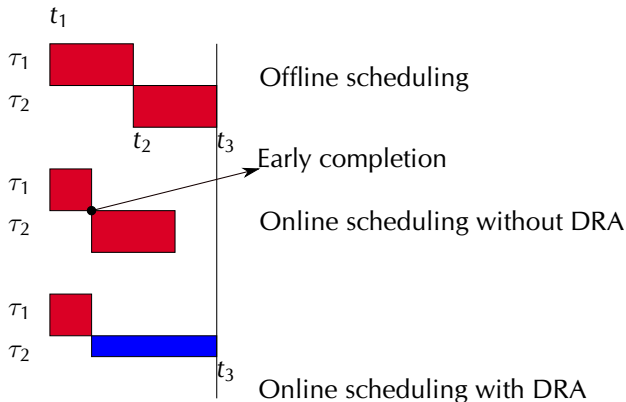 t₁
τ₁
Offline scheduling
τ₂
t₂ t₃
Early completion
τ₁
τ₂ Online scheduling without DRA
τ₁
τ₂
t₃
Online scheduling with DRA